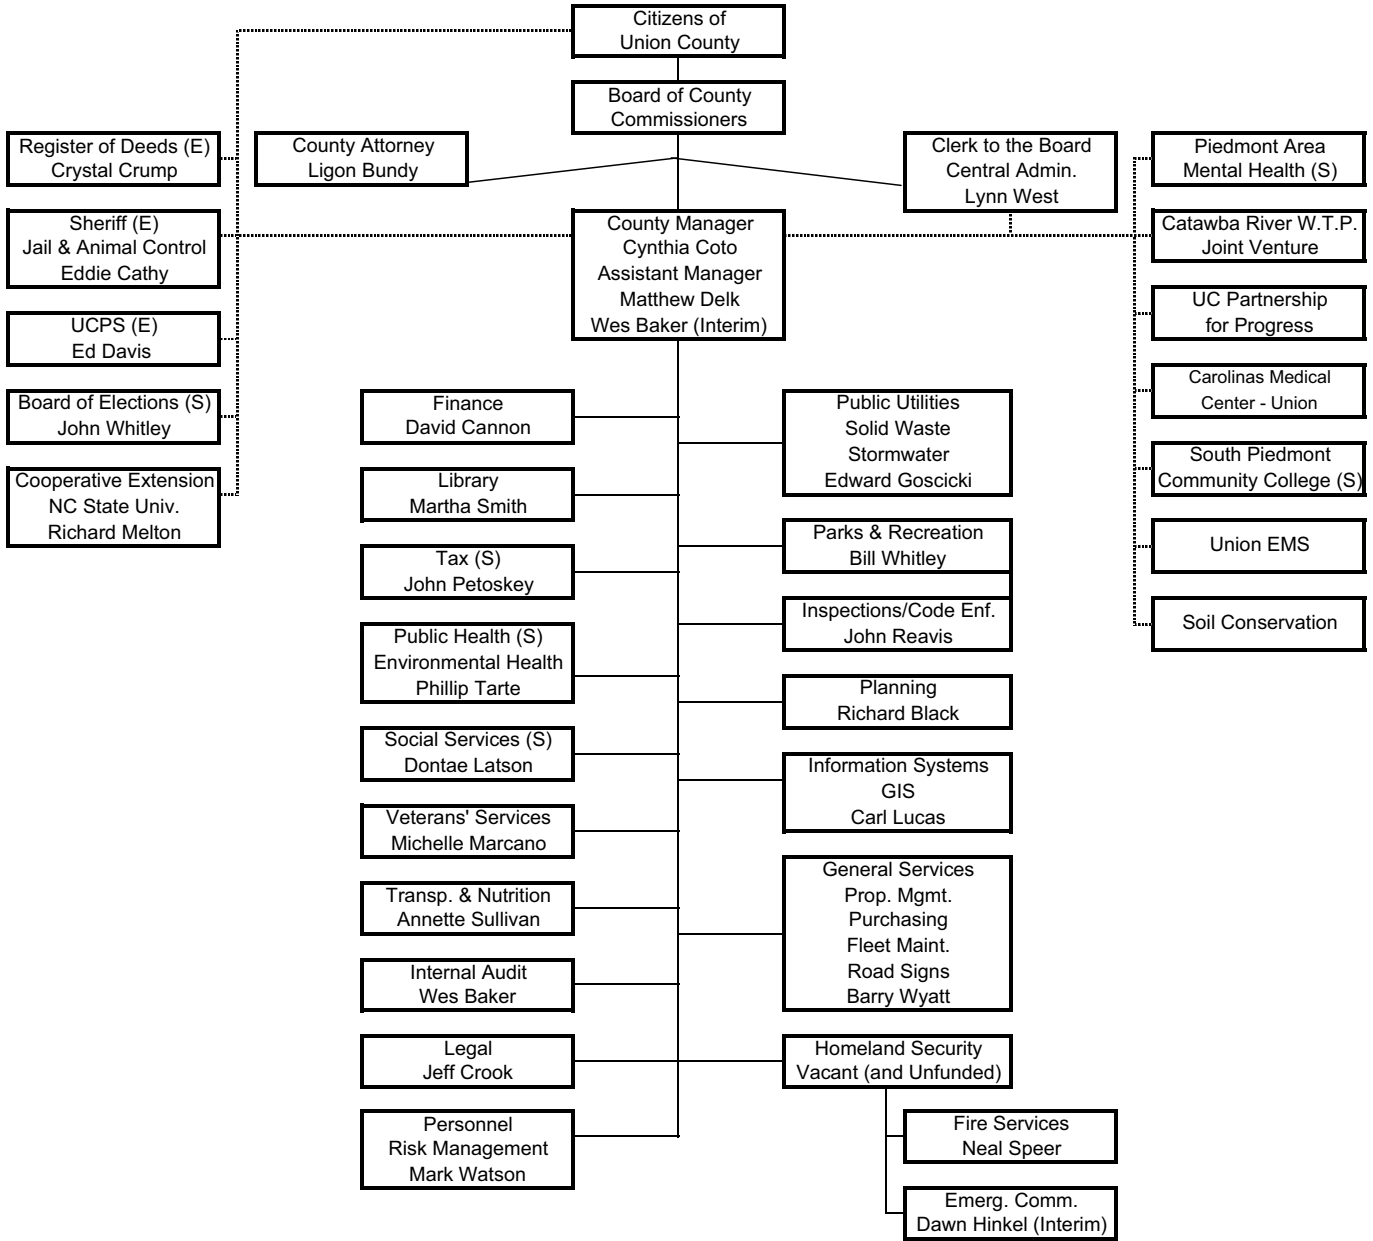 Citizens of
Union County
Board of County
Commissioners
Register of Deeds (E)
Crystal Crump
County Attorney
Ligon Bundy
Clerk to the Board
Central Admin.
Lynn West
Piedmont Area
Mental Health (S)
Sheriff (E)
Jail & Animal Control
Eddie Cathy
County Manager
Cynthia Coto
Assistant Manager
Matthew Delk
Wes Baker (Interim)
Catawba River W.T.P.
Joint Venture
UCPS (E)
Ed Davis
UC Partnership
for Progress
Board of Elections (S)
John Whitley
Carolinas Medical
Center - Union
Cooperative Extension
NC State Univ.
Richard Melton
South Piedmont
Community College (S)
Union EMS
Soil Conservation
Finance
David Cannon
Library
Martha Smith
Tax (S)
John Petoskey
Public Health (S)
Environmental Health
Phillip Tarte
Social Services (S)
Dontae Latson
Veterans' Services
Michelle Marcano
Transp. & Nutrition
Annette Sullivan
Internal Audit
Wes Baker
Legal
Jeff Crook
Personnel
Risk Management
Mark Watson
Public Utilities
Solid Waste
Stormwater
Edward Goscicki
Parks & Recreation
Bill Whitley
Inspections/Code Enf.
John Reavis
Planning
Richard Black
Information Systems
GIS
Carl Lucas
General Services
Prop. Mgmt.
Purchasing
Fleet Maint.
Road Signs
Barry Wyatt
Homeland Security
Vacant (and Unfunded)
Fire Services
Neal Speer
Emerg. Comm.
Dawn Hinkel (Interim)